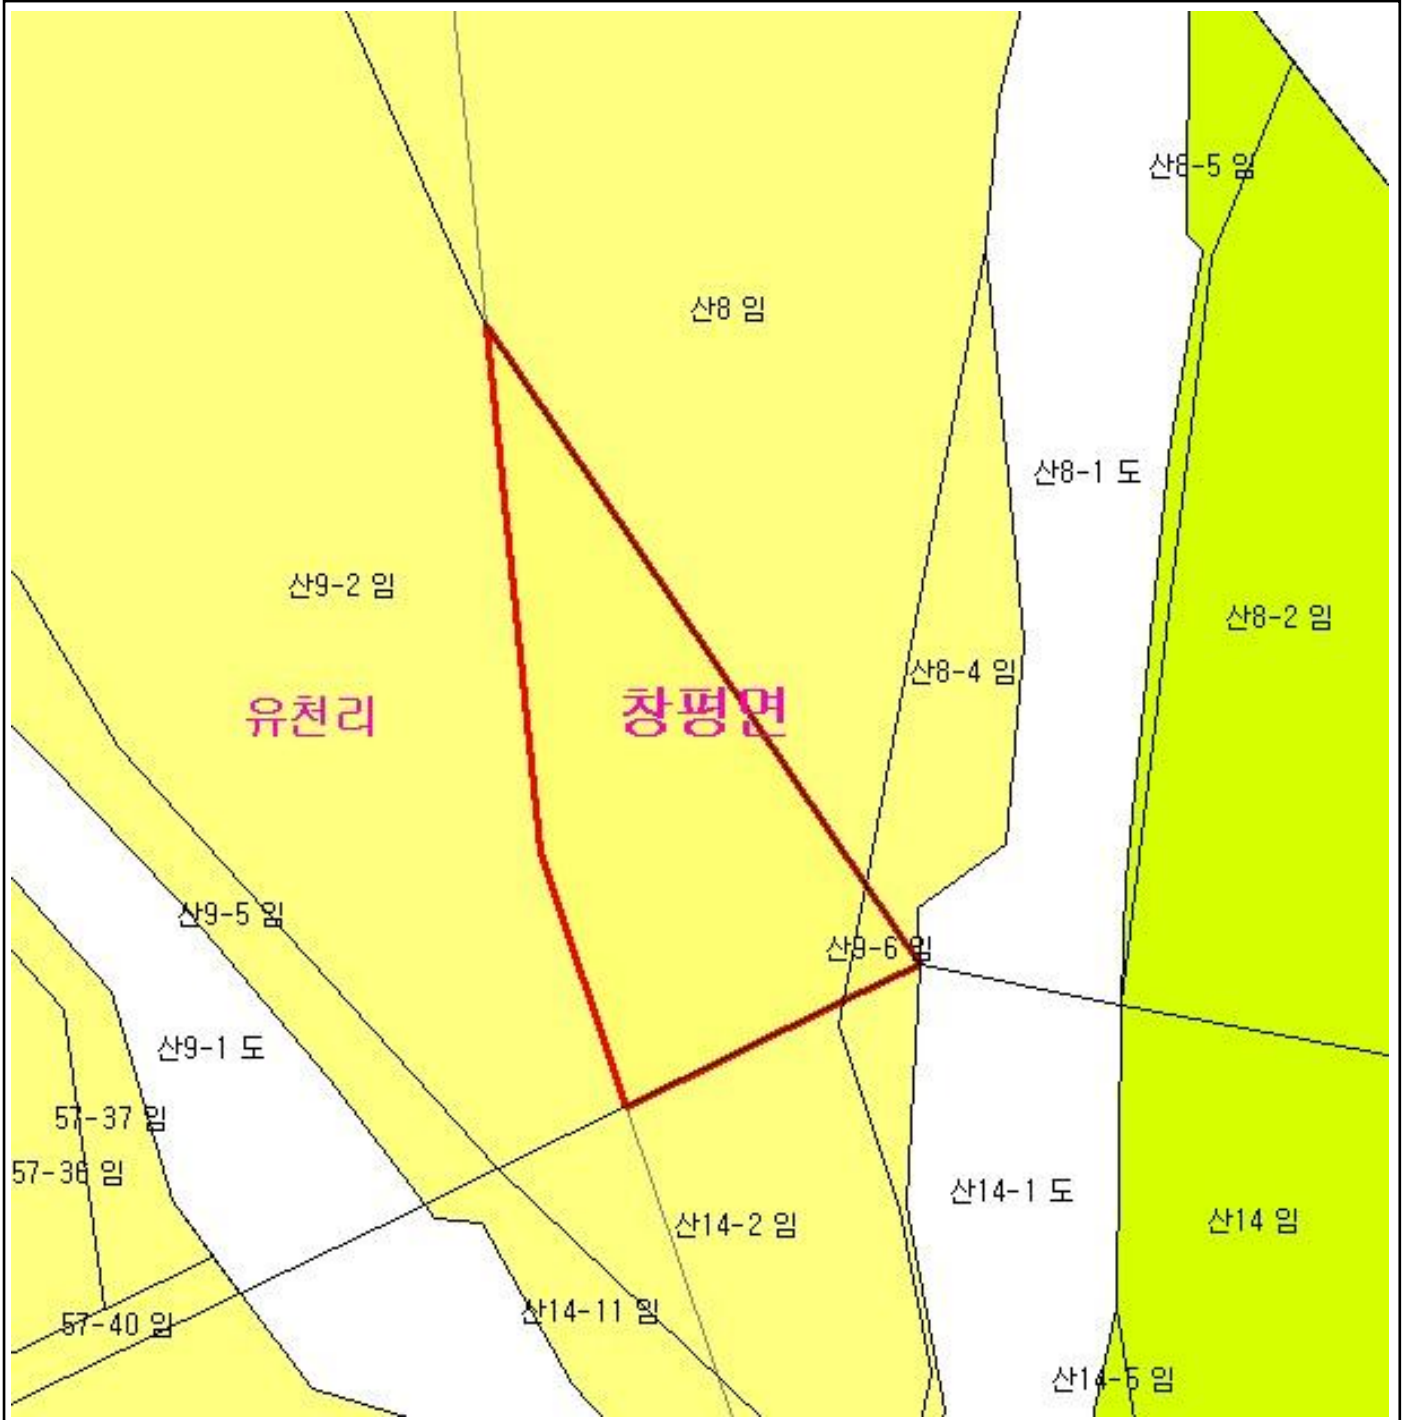 산8-5 임
산8 임
산8-1 도
산9-2 임
산8-2 임
산8-4 임
유천리
창평면
산9-5 임
산9-6 임
산9-1 도
57-37 임
57-36 임
산14-1 도
산14-2 임
산14 임
산14-11 임
57-40 임
산14-5 임